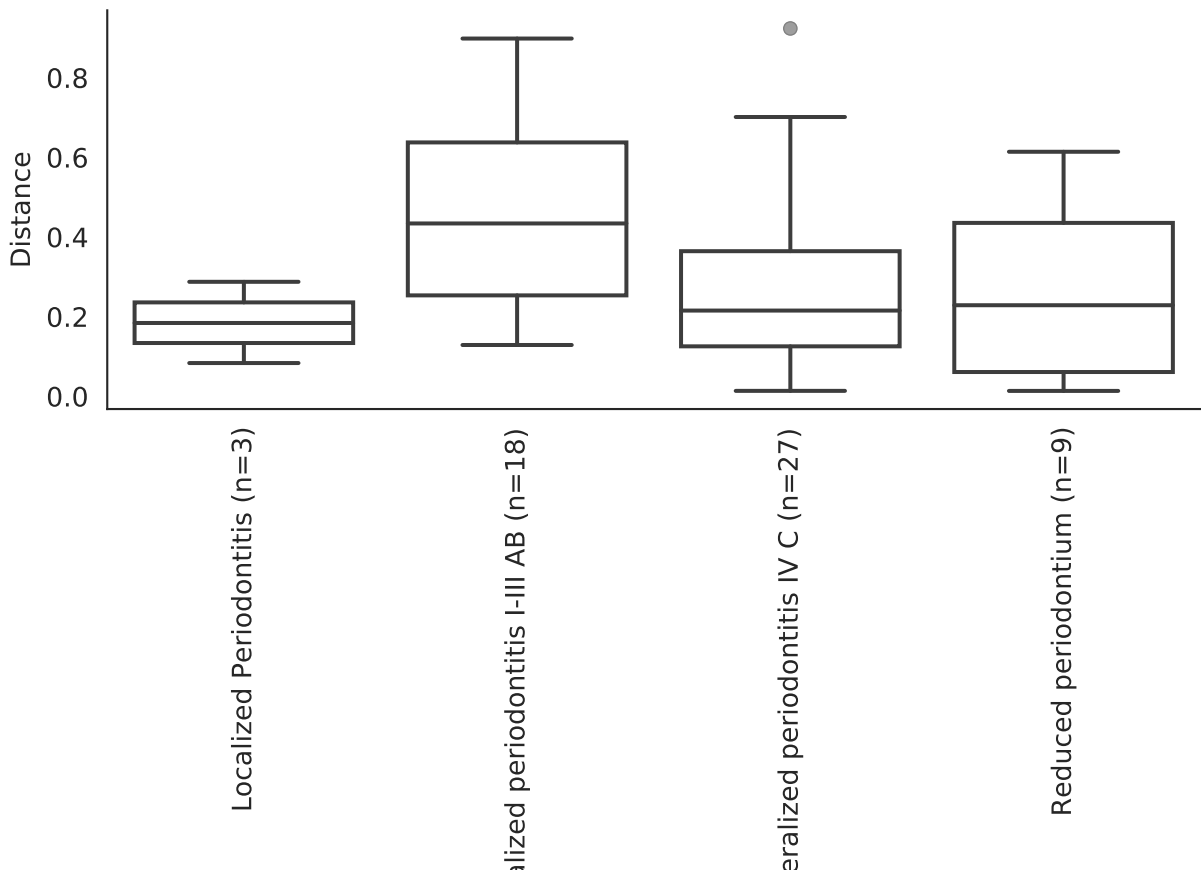 Distance
0.8
0.6
0.4
0.2
0.0
Localized Periodontitis (n=3)
alized periodontitis I-III AB (n=18)
eralized periodontitis IV C (n=27)
Reduced periodontium (n=9)